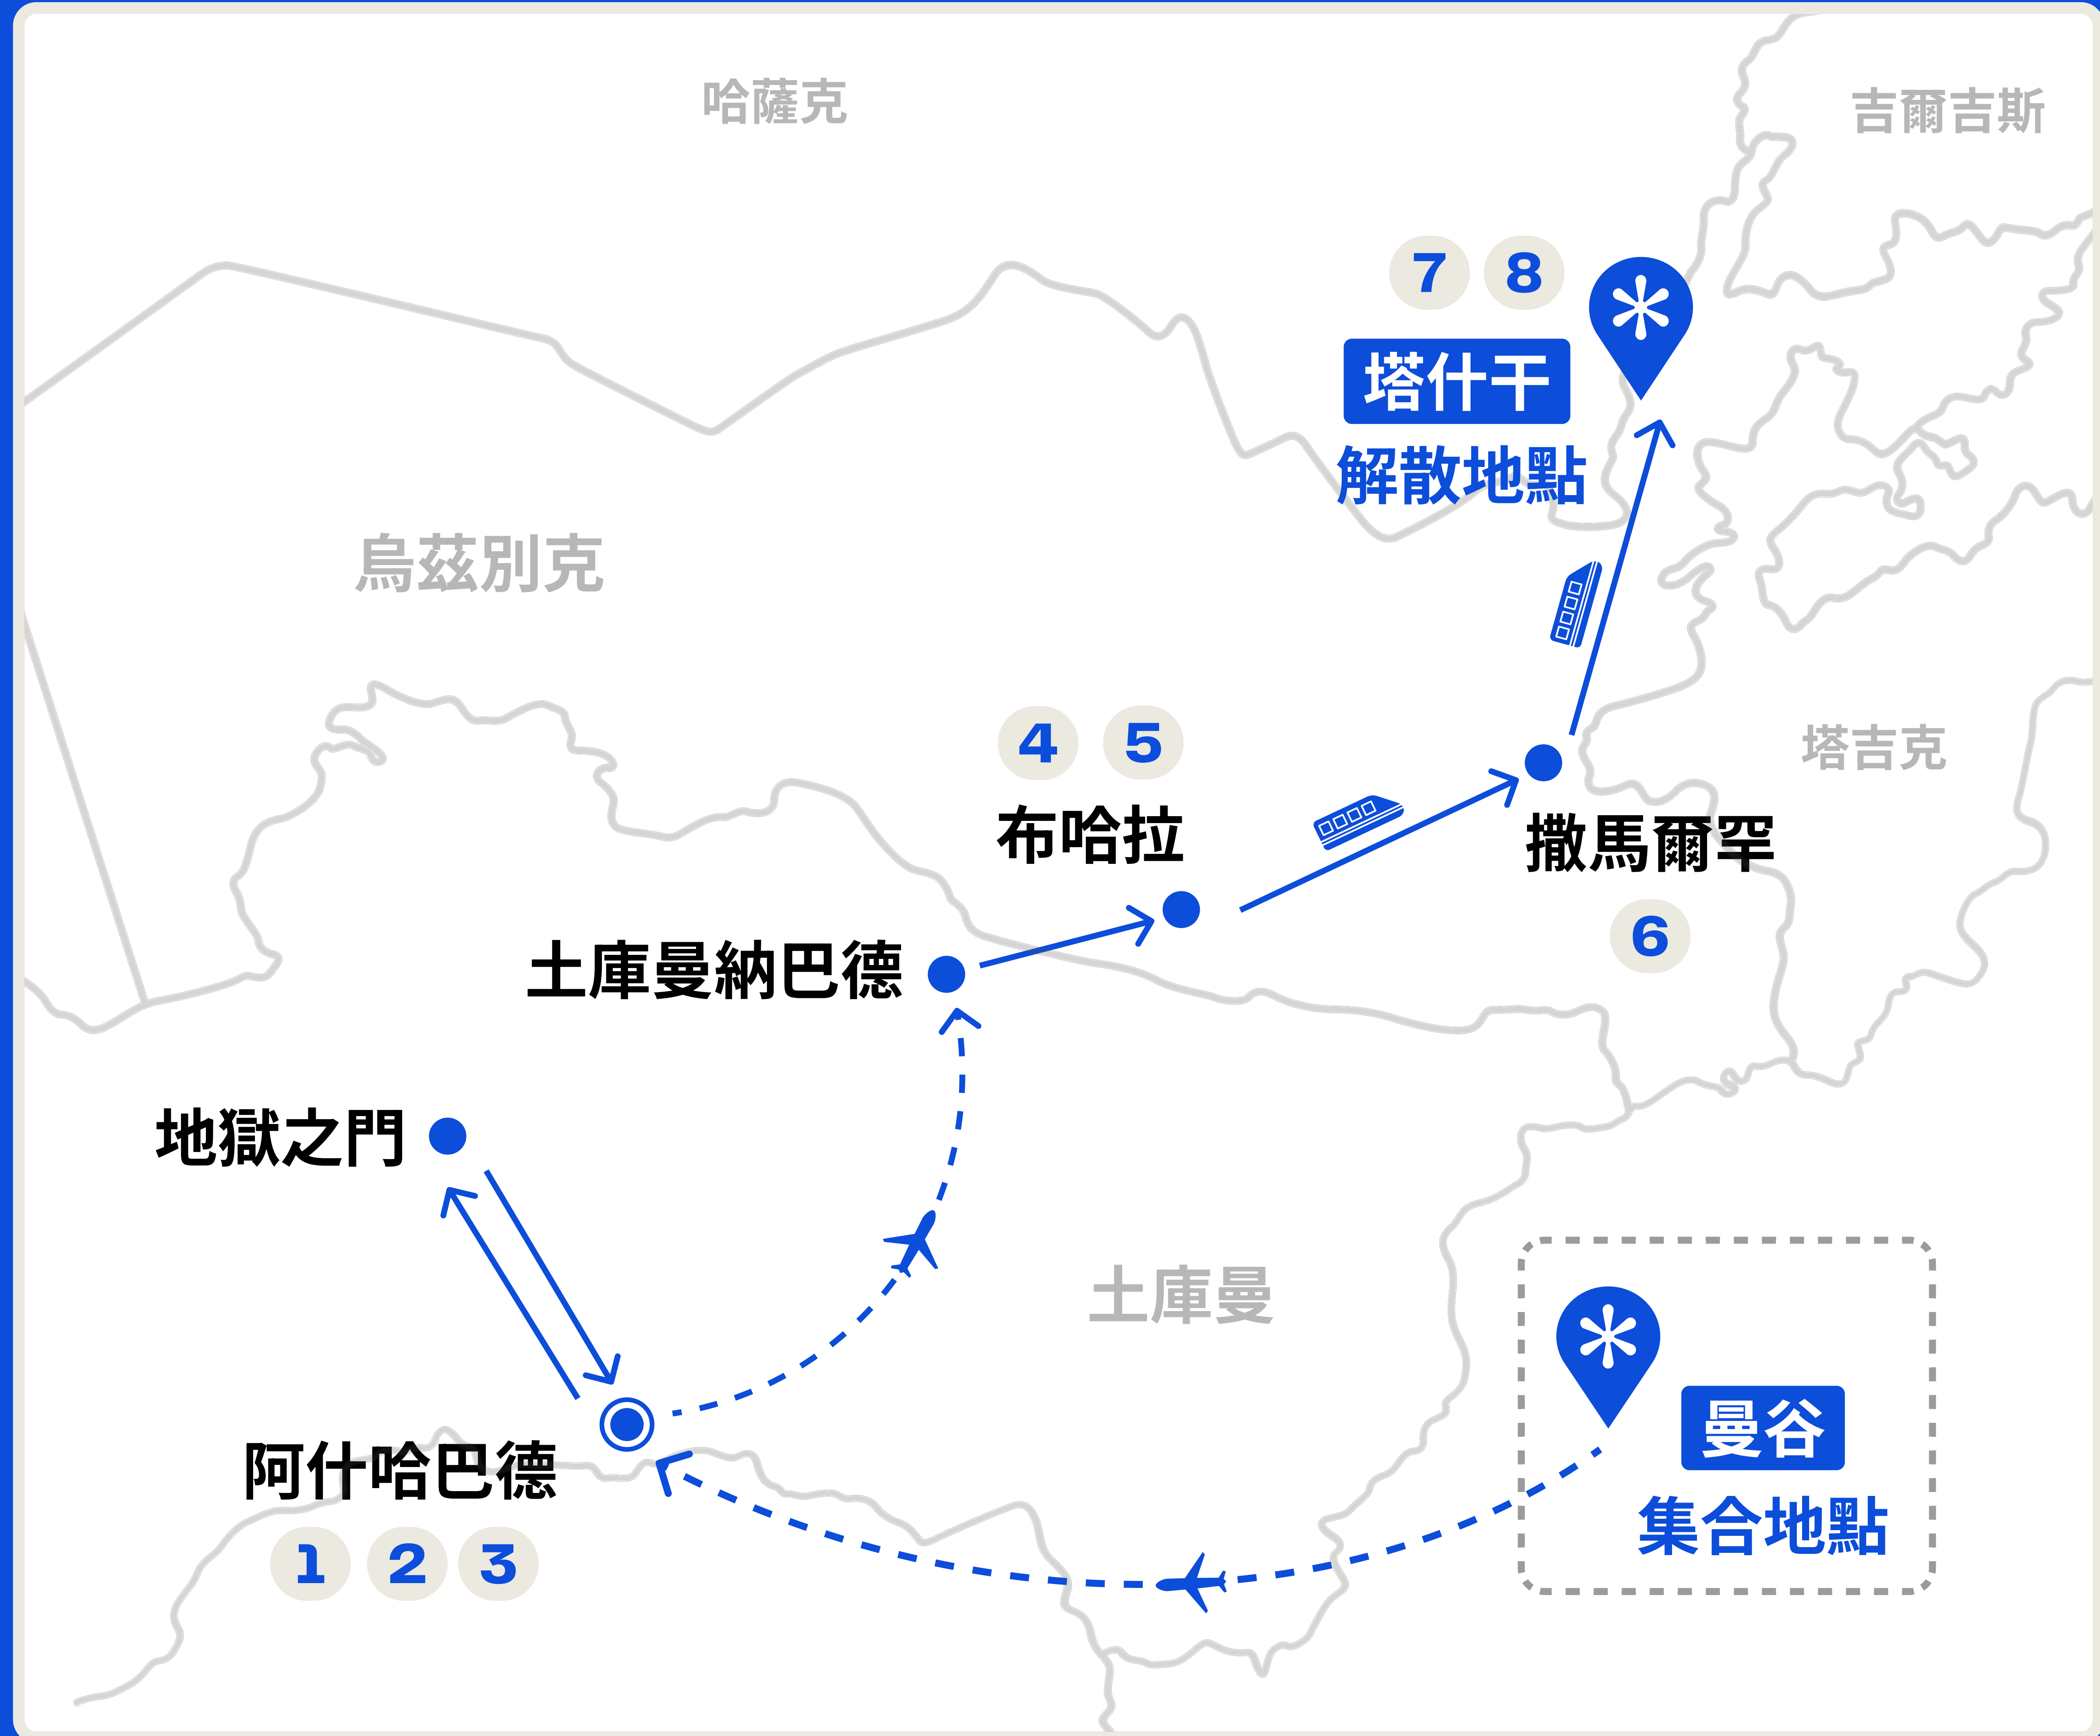 哈薩克
吉爾吉斯
7 8
塔什干
解散地點
烏茲別克
4 5
布哈拉
塔吉克
撒馬爾罕
6
土庫曼納巴德
地獄之門
土庫曼
阿什哈巴德
1 2 3
曼谷
集合地點